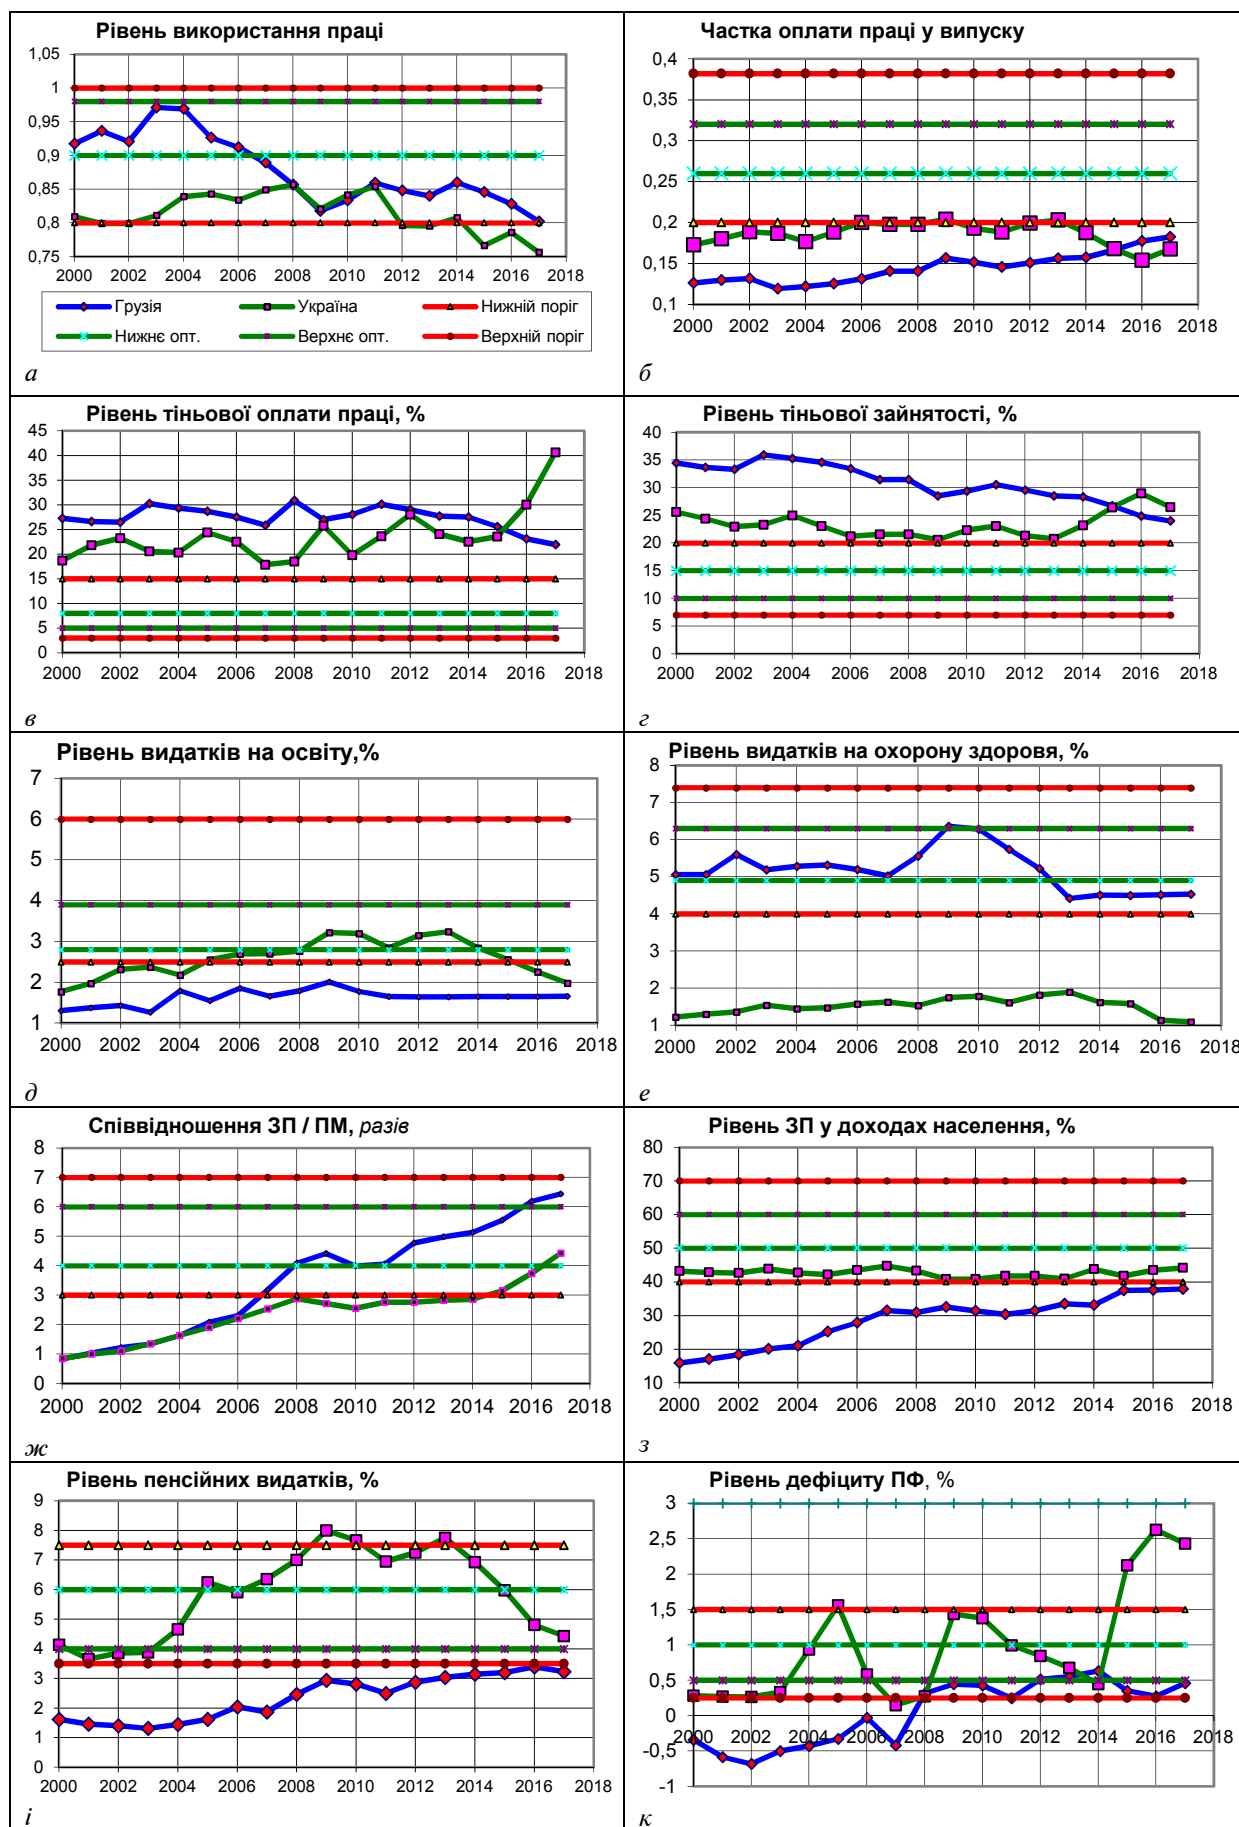 Рівень використання праці
1,05
1
0,95
0,9
0,85
0,8
0,75
2000 2002 2004 2006 2008 2010 2012 2014 2016 2018
Грузія Україна Нижній поріг
Нижнє опт. Верхнє опт. Верхній поріг
а
Частка оплати праці у випуску
0,4
0,35
0,3
0,25
0,2
0,15
0,1
2000 2002 2004 2006 2008 2010 2012 2014 2016 2018
б
Рівень тіньової оплати праці, %
45
40
35
30
25
20
15
10
5
0
2000 2002 2004 2006 2008 2010 2012 2014 2016 2018
в
Рівень тіньової зайнятості, %
40
35
30
25
20
15
10
5
0
2000 2002 2004 2006 2008 2010 2012 2014 2016 2018
г
Рівень видатків на освіту,%
7
6
5
4
3
2
1
2000 2002 2004 2006 2008 2010 2012 2014 2016 2018
д
Рівень видатків на охорону здоровя, %
8
7
6
5
4
3
2
1
2000 2002 2004 2006 2008 2010 2012 2014 2016 2018
е
Співвідношення ЗП / ПМ, разів
8
7
6
5
4
3
2
1
0
2000 2002 2004 2006 2008 2010 2012 2014 2016 2018
ж
Рівень ЗП у доходах населення, %
80
70
60
50
40
30
20
10
2000 2002 2004 2006 2008 2010 2012 2014 2016 2018
з
Рівень пенсійних видатків, %
9
8
7
6
5
4
3
2
1
0
2000 2002 2004 2006 2008 2010 2012 2014 2016 2018
і
Рівень дефіциту ПФ, %
3
2,5
2
1,5
1
0,5
0
-0,5
-1
2000 2002 2004 2006 2008 2010 2012 2014 2016 2018
к